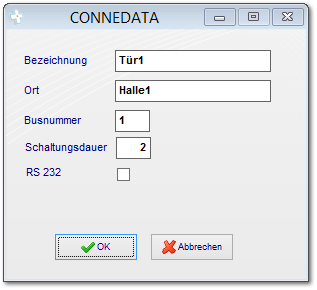 CONNEDATA
Bezeichnung Tür1
Ort Halle1
Busnummer 1
Schaltungsdauer 2
RS 232
OK Abbrechen